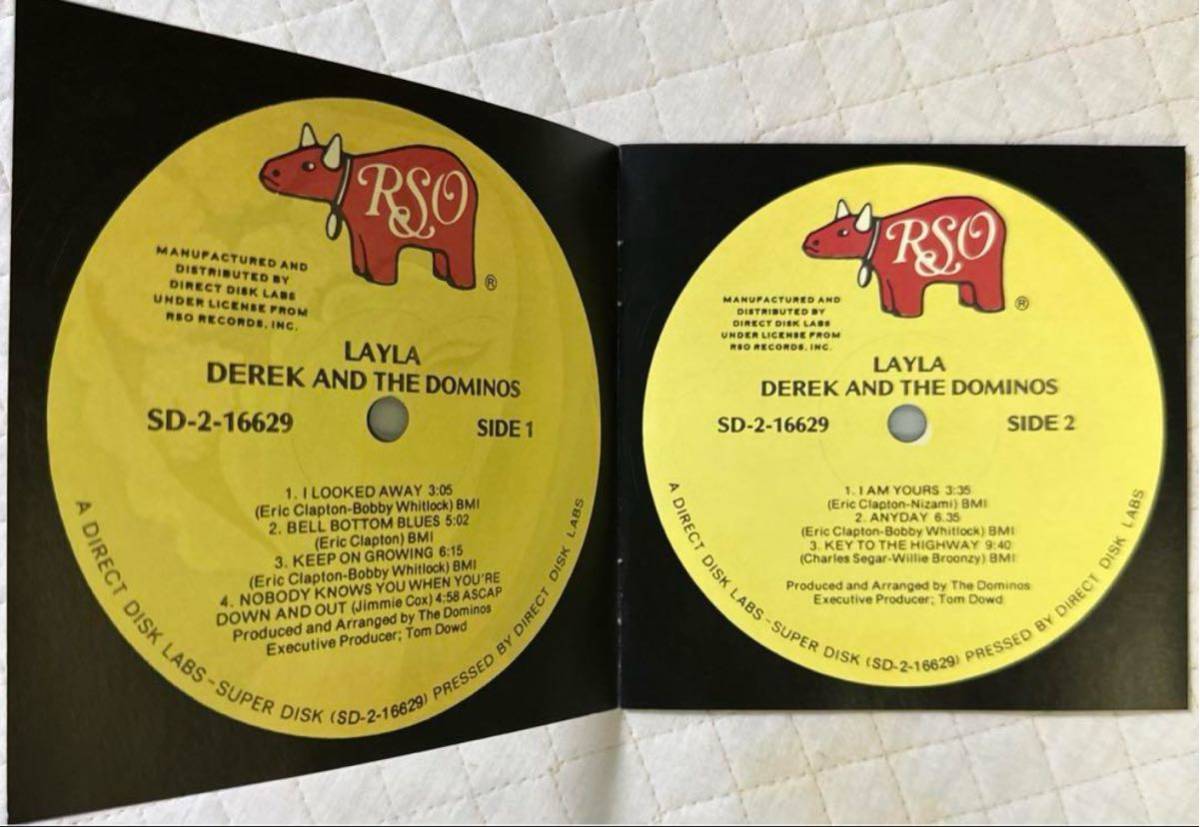 RSO
®
MANUFACTURED AND
DISTRIBUTED BY
DIRECT DISK LABS
UNDER LICENSE FROM
RSO RECORDS, INC.
LAYLA
DEREK AND THE DOMINOS
SD-2-16629
SIDE 1
1. I LOOKED AWAY 3:05
(Eric Clapton-Bobby Whitlock) BMI
2. BELL BOTTOM BLUES 5:02
(Eric Clapton) BMI
3. KEEP ON GROWING 6:15
(Eric Clapton-Bobby Whitlock) BMI
4. NOBODY KNOWS YOU WHEN YOU'RE
DOWN AND OUT (Jimmie Cox) 4:58 ASCAP
Produced and Arranged by The Dominos
Executive Producer; Tom Dowd
A DIRECT DISK LABS - SUPER DISK (SD-2-16629) PRESSED BY DIRECT DISK LABS
RSO
®
MANUFACTURED AND
DISTRIBUTED BY
DIRECT DISK LABS
UNDER LICENSE FROM
RSO RECORDS, INC.
LAYLA
DEREK AND THE DOMINOS
SD-2-16629
SIDE 2
1. I AM YOURS 3:35
(Eric Clapton-Nizami) BMI
2. ANYDAY 6.35
(Eric Clapton-Bobby Whitlock) BMI
3. KEY TO THE HIGHWAY 9:40
(Charles Segar-Willie Broonzy) BMI
Produced and Arranged by The Dominos
Executive Producer; Tom Dowd
A DIRECT DISK LABS - SUPER DISK (SD-2-16629) PRESSED BY DIRECT DISK LABS